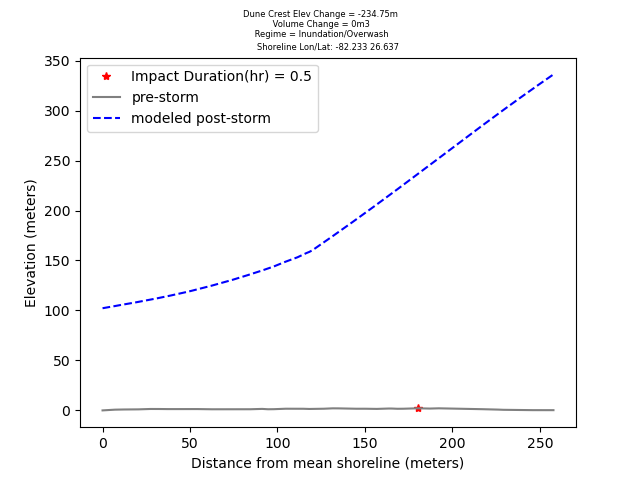 Dune Crest Elev Change = -234.75m
Volume Change = 0m3
Regime = Inundation/Overwash
Shoreline Lon/Lat: -82.233 26.637
350
300
250
200
150
100
50
0
Elevation (meters)
Impact Duration(hr) = 0.5
pre-storm
modeled post-storm
0
50
100
150
200
250
Distance from mean shoreline (meters)